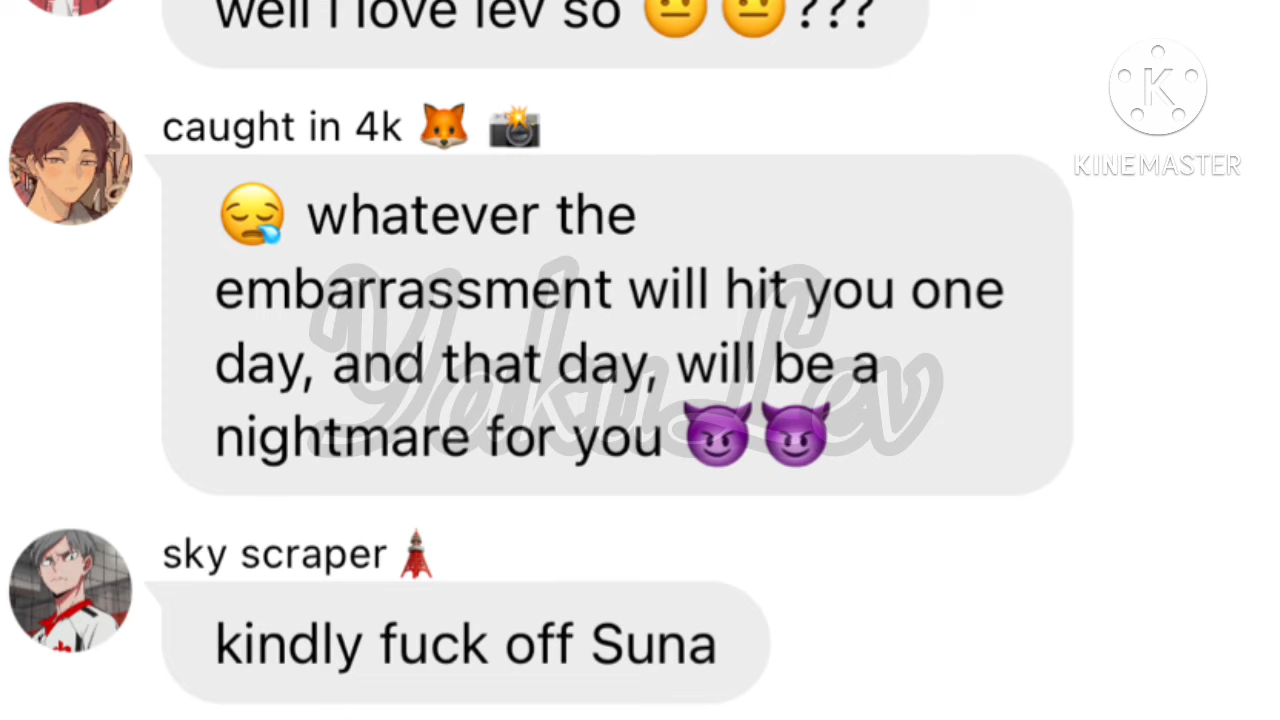 well i love lev so 😐😐???
caught in 4k 🦊 📸
😪 whatever the
embarrassment will hit you one
day, and that day, will be a
nightmare for you 😈😈
sky scraper🗼
kindly fuck off Suna
K
KINEMASTER
YakuLev